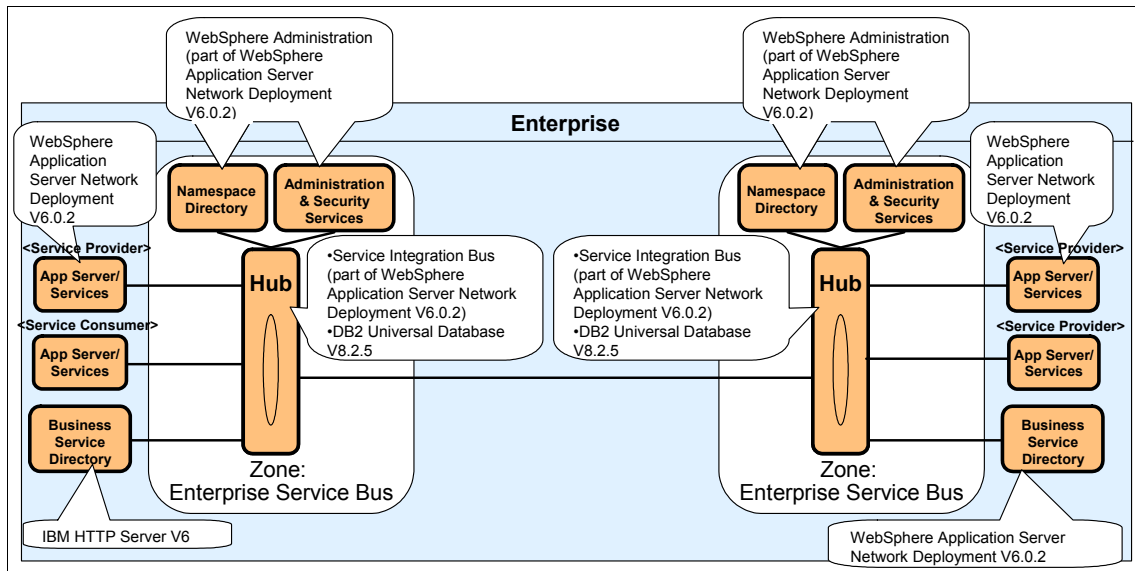 WebSphere Administration
(part of WebSphere
Application Server
Network Deployment
V6.0.2)
WebSphere Administration
(part of WebSphere
Application Server
Network Deployment
V6.0.2)
Enterprise
WebSphere
Application
Server Network
Deployment
V6.0.2
Namespace
Directory
Administration
& Security
Services
Namespace
Directory
Administration
& Security
Services
WebSphere
Application
Server Network
Deployment
V6.0.2
<Service Provider>
App Server/
Services
<Service Consumer>
App Server/
Services
Business
Service
Directory
Hub
•Service Integration Bus
(part of WebSphere
Application Server Network
Deployment V6.0.2)
•DB2 Universal Database
V8.2.5
•Service Integration Bus
(part of WebSphere
Application Server Network
Deployment V6.0.2)
•DB2 Universal Database
V8.2.5
Hub
<Service Provider>
App Server/
Services
<Service Provider>
App Server/
Services
Business
Service
Directory
Zone:
Enterprise Service Bus
Zone:
Enterprise Service Bus
IBM HTTP Server V6
WebSphere Application Server
Network Deployment V6.0.2